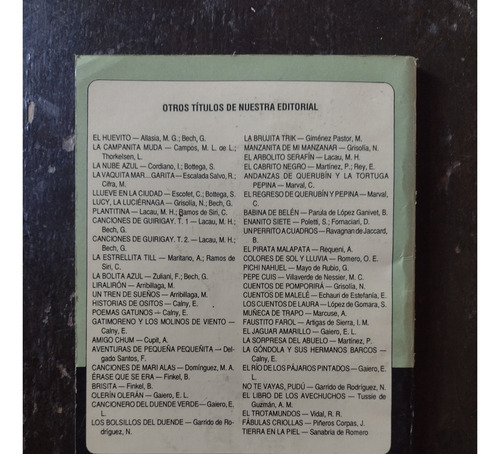 OTROS TÍTULOS DE NUESTRA EDITORIAL
EL HUEVITO — Allasia, M. G.; Bech, G.
LA CAMPANITA MUDA — Campos, M. L. de L.;
Thorkelsen, L.
LA NUBE AZUL — Cordiano, I.; Bottega, S.
LA VAQUITA MAR... GARITA — Escalada Salvo, R.;
Cifra, M.
LLUEVE EN LA CIUDAD — Escofet, C.; Bottega, S.
LUCY, LA LUCIÉRNAGA — Grisolía, N.; Bech, G.
PLANTITINA — Lacau, M. H.; Ramos de Siri, C.
CANCIONES DE GUIRIGAY. T. 1 — Lacau, M. H.;
Bech, G.
CANCIONES DE GUIRIGAY. T. 2 — Lacau, M. H.;
Bech, G.
LA ESTRELLITA TILL — Maritano, A.; Ramos de
Siri, C.
LA BOLITA AZUL — Zuliani, F.; Bech, G.
LIRALIRÓN — Arribillaga, M.
UN TREN DE SUEÑOS — Arribillaga, M.
HISTORIAS DE OSITOS — Calny, E.
POEMAS GATUNOS — Calny, E.
GATIMORENO Y LOS MOLINOS DE VIENTO —
Calny, E.
AMIGO CHUM — Cupit, A.
AVENTURAS DE PEQUEÑA PEQUEÑITA — Del-
gado Santos, F.
CANCIONES DE MARI ALAS — Domínguez, M. A.
ÉRASE QUE SE ERA — Finkel, B.
BRISITA — Finkel, B.
OLERÍN OLERÁN — Gaiero, E. L.
CANCIONERO DEL DUENDE VERDE — Gaiero, E.
L.
LOS BOLSILLOS DEL DUENDE — Garrido de Ro-
dríguez, N.
LA BRUJITA TRIK — Giménez Pastor, M.
MANZANITA DE MI MANZANAR — Grisolía, N.
EL ARBOLITO SERAFÍN — Lacau, M. H.
EL CABRITO NEGRO — Martínez, P.; Rey, E.
ANDANZAS DE QUERUBÍN Y LA TORTUGA
PEPINA — Marval, C.
EL REGRESO DE QUERUBÍN Y PEPINA — Marval,
C.
BABINA DE BELÉN — Parula de López Ganivet, B.
ENANITO SIETE — Poletti, S.; Fornaciari, D.
UN PERRITO A CUADROS — Ravagnan de Jaccard,
B.
EL PIRATA MALAPATA — Requeni, A.
COLORES DE SOL Y LLUVIA — Romero, O. E.
PICHI NAHUEL — Mayo de Rubio, G.
PEPE CUIS — Villaverde de Nessier, M. C.
CUENTOS DE POMPORIRÁ — Grisolía, N.
CUENTOS DE MALELÉ — Echauri de Estefanía, E.
LOS CUENTOS DE LAURA — López de Gomara, S.
MUÑECA DE TRAPO — Marcuse, A.
FAUSTITO FAROL — Artigas de Sierra, I. M.
EL JAGUAR AMARILLO — Gaiero, E. L.
LA SORPRESA DEL ABUELO — Martínez, P.
LA GÓNDOLA Y SUS HERMANOS BARCOS —
Calny, E.
EL RÍO DE LOS PÁJAROS PINTADOS — Gaiero, E.
L.
NO TE VAYAS, PUDÚ — Garrido de Rodríguez, N.
EL LIBRO DE LOS AVECHUCHOS — Tussie de
Guzmán, A. M.
EL TROTAMUNDOS — Vidal, R. R.
FÁBULAS CRIOLLAS — Piñeros Corpas, J.
TIERRA EN LA PIEL — Sanabria de Romero